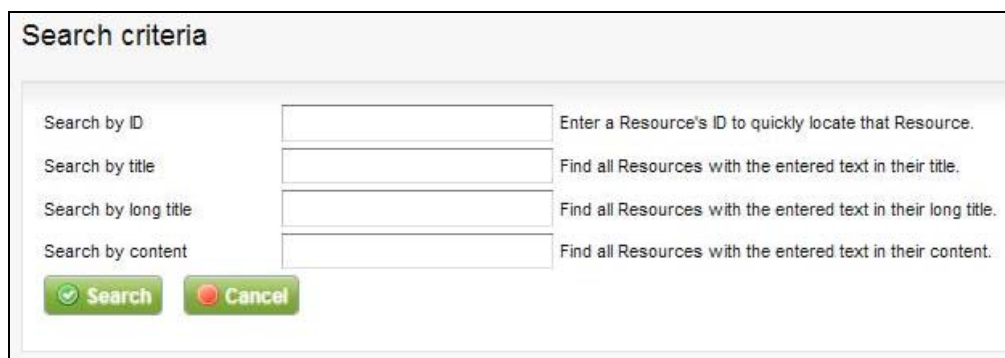 Search criteria
Search by ID Enter a Resource's ID to quickly locate that Resource.
Search by title Find all Resources with the entered text in their title.
Search by long title Find all Resources with the entered text in their long title.
Search by content Find all Resources with the entered text in their content.
Search Cancel